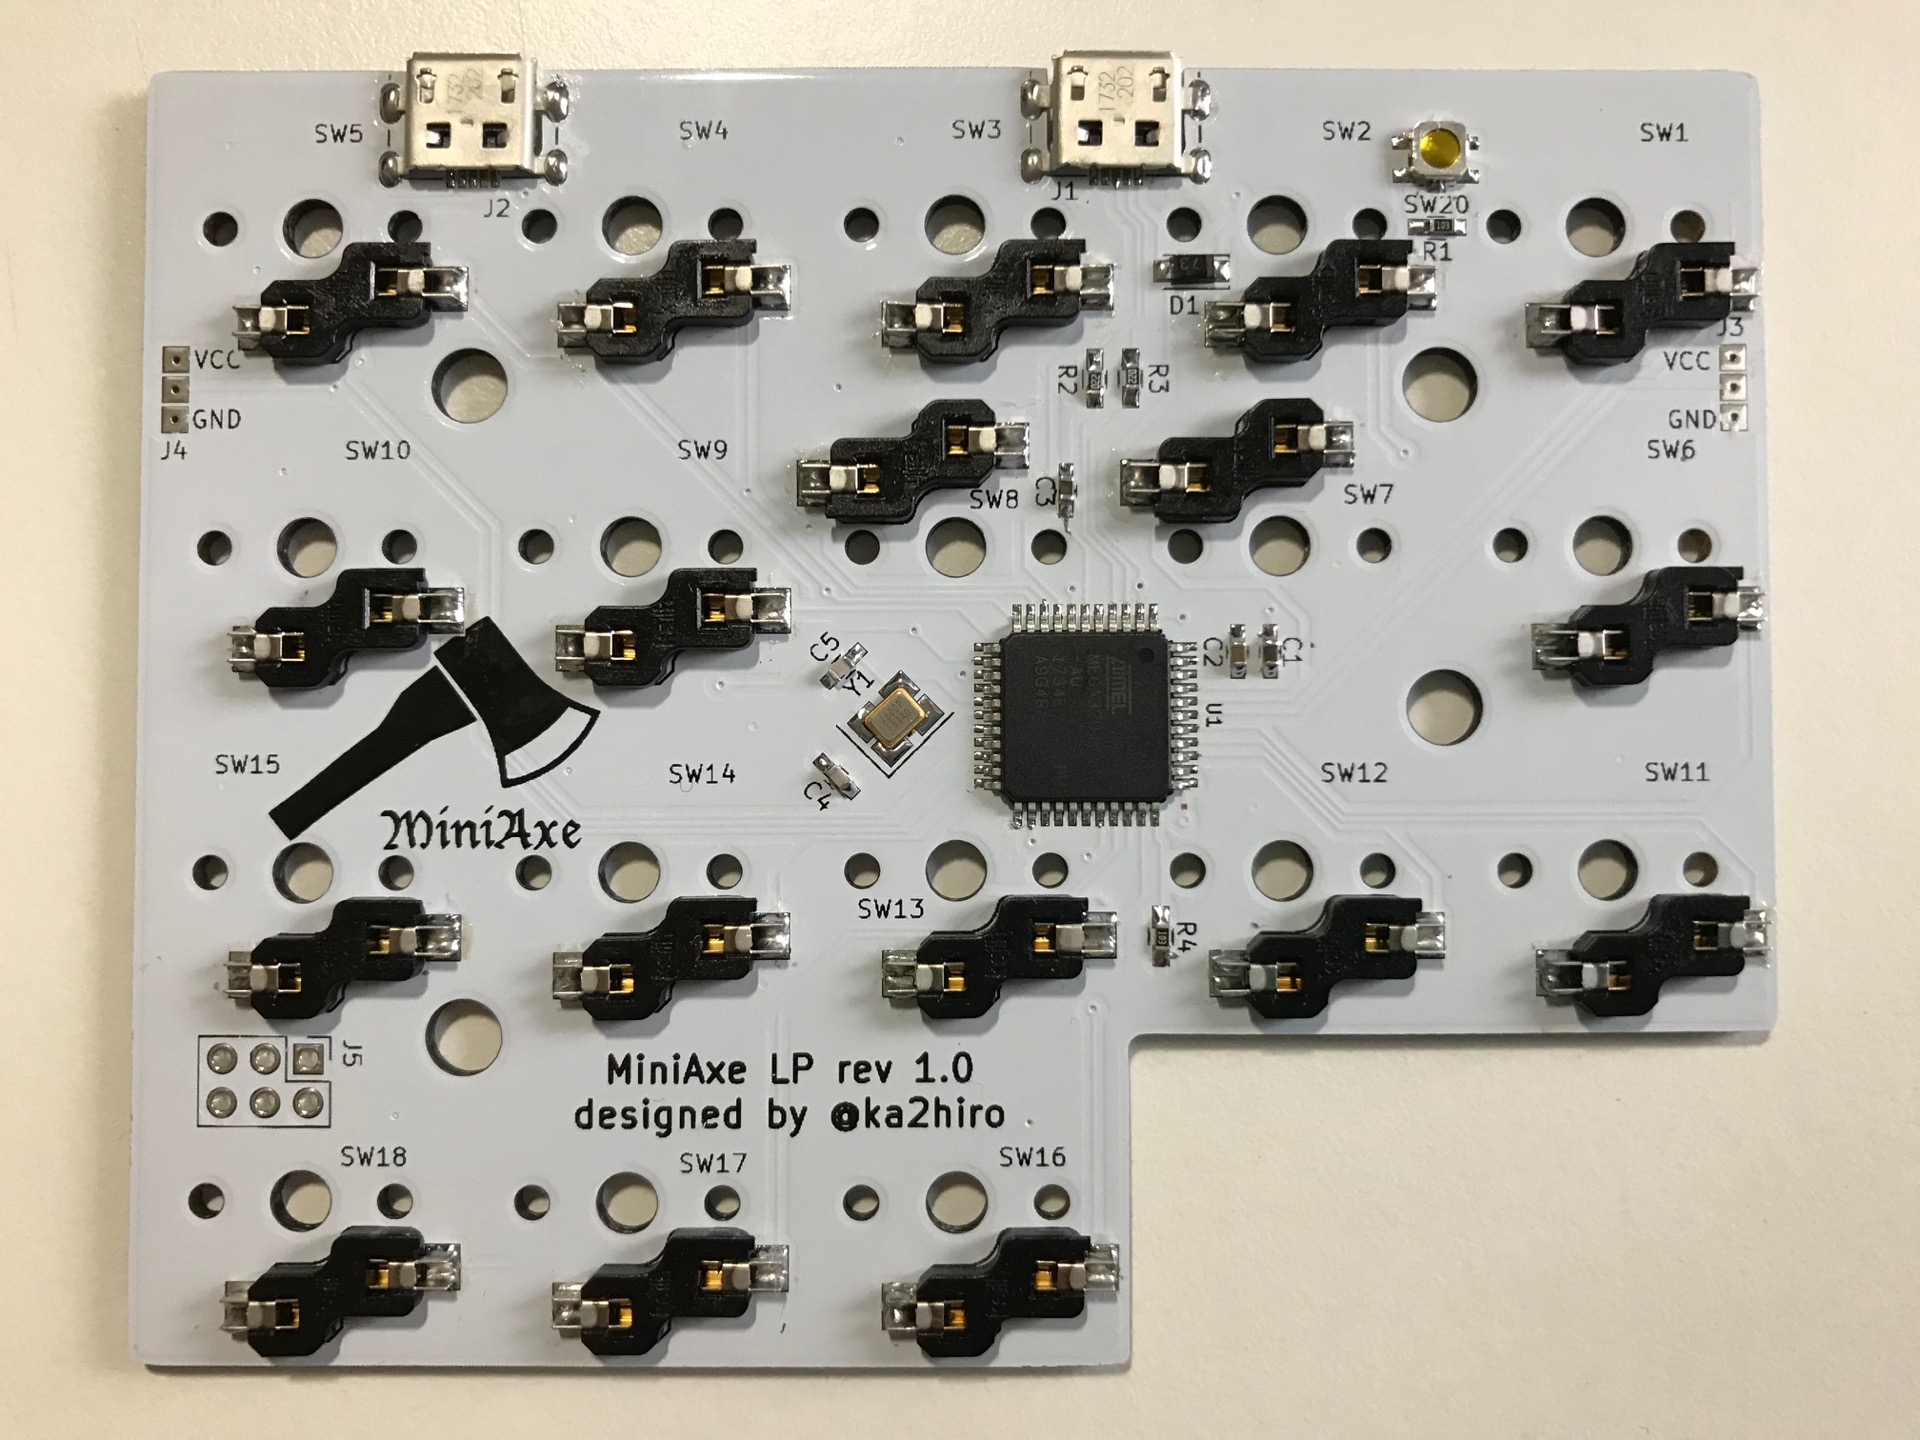 1732
202
1732
202
SW5
SW4
SW3
SW2
SW1
J2
J1
SW20
103
R1
D1
J3
VCC
GND
J4
VCC
GND
R2
R3
SW10
SW9
SW8
C3
SW7
SW6
C5
Y1
C4
ATMEL
-AU
1734E
U1
C2
C1
SW15
SW14
SW12
SW11
MiniAxe
SW13
103
R4
J5
MiniAxe LP rev 1.0
designed by @ka2hiro
SW18
SW17
SW16